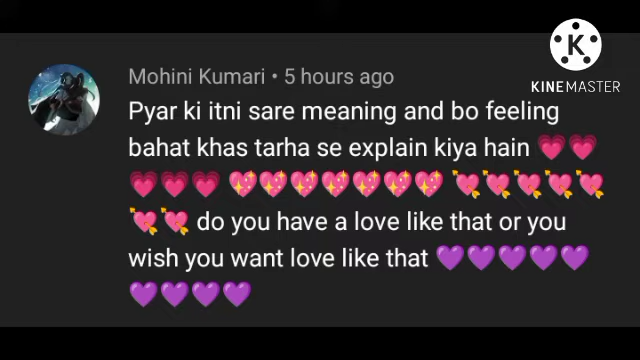 Mohini Kumari • 5 hours ago
KINEMASTER
Pyar ki itni sare meaning and bo feeling
bahat khas tarha se explain kiya hain 💗💗
💗💗💗💖💖💖💖💖💖💖💘💘💘💘💘
💘💘 do you have a love like that or you
wish you want love like that 💜💜💜💜💜
💜💜💜💜